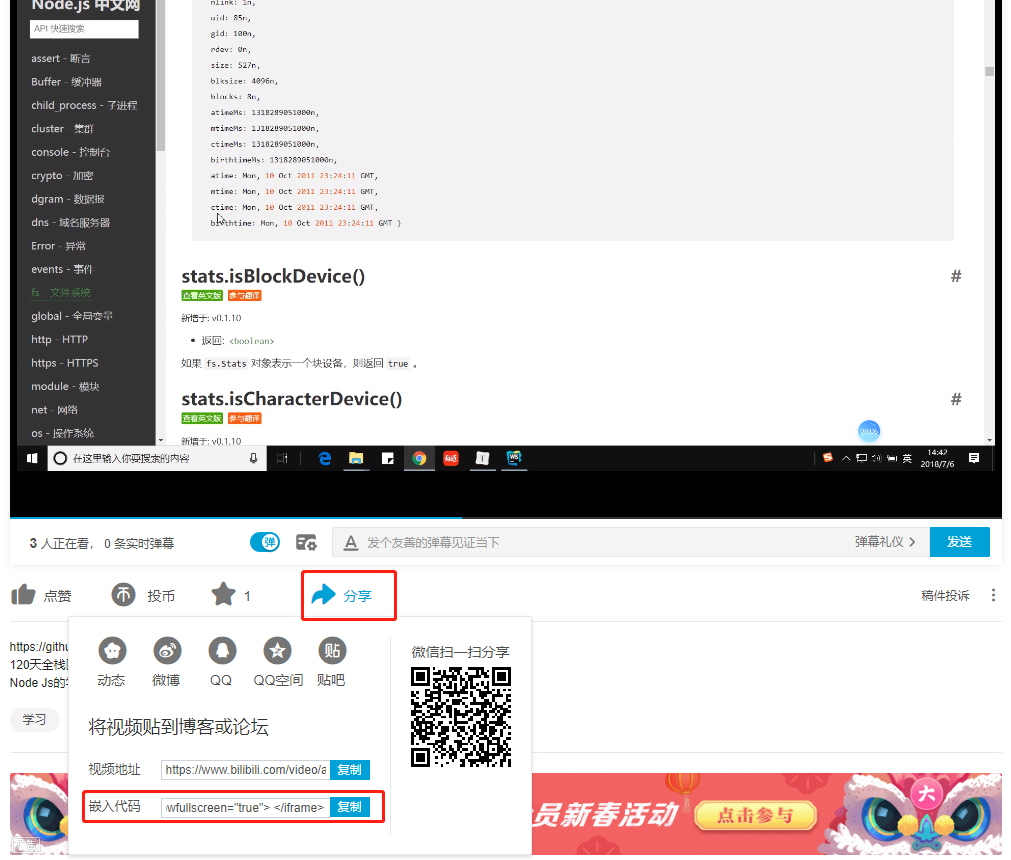 Node.js 中文网
API 快速搜索
assert - 断言
Buffer - 缓冲器
child_process - 子进程
cluster - 集群
console - 控制台
crypto - 加密
dgram - 数据报
dns - 域名服务器
Error - 异常
events - 事件
fs - 文件系统
global - 全局变量
http - HTTP
https - HTTPS
module - 模块
net - 网络
os - 操作系统
nlink: 1n,
uid: 85n,
gid: 100n,
rdev: 0n,
size: 527n,
blksize: 4096n,
blocks: 8n,
atimeMs: 1318289051000n,
mtimeMs: 1318289051000n,
ctimeMs: 1318289051000n,
birthtimeMs: 1318289051000n,
atime: Mon, 10 Oct 2011 23:24:11 GMT,
mtime: Mon, 10 Oct 2011 23:24:11 GMT,
ctime: Mon, 10 Oct 2011 23:24:11 GMT,
birthtime: Mon, 10 Oct 2011 23:24:11 GMT }
stats.isBlockDevice() #
查看英文版 参与翻译
新增于: v0.1.10
• 返回: <boolean>
如果 fs.Stats 对象表示一个块设备，则返回 true 。
stats.isCharacterDevice() #
查看英文版 参与翻译
新增于: v0.1.10
在这里输入你要搜索的内容
英
14:42
2018/7/6
3 人正在看， 0 条实时弹幕
弹
发个友善的弹幕见证当下
弹幕礼仪 >
发送
点赞
投币
1
分享
稿件投诉
https://githu
120天全栈
Node Js的
学习
动态
微博
QQ
QQ空间
贴
贴吧
微信扫一扫分享
将视频贴到博客或论坛
视频地址 https://www.bilibili.com/video/a 复制
嵌入代码 wfullscreen="true"> </iframe> 复制
员新春活动
点击参与
大
广告